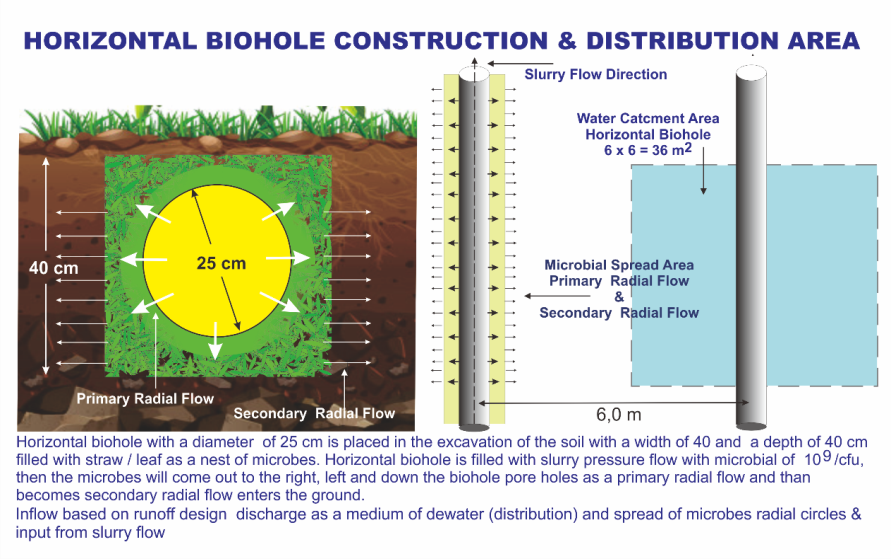 HORIZONTAL BIOHOLE CONSTRUCTION & DISTRIBUTION AREA
Slurry Flow Direction
Water Catcment Area
Horizontal Biohole
6 x 6 = 36 m2
40 cm
25 cm
Microbial Spread Area
Primary Radial Flow
&
Secondary Radial Flow
Primary Radial Flow
Secondary Radial Flow
6,0 m
Horizontal biohole with a diameter of 25 cm is placed in the excavation of the soil with a width of 40 and a depth of 40 cm
filled with straw / leaf as a nest of microbes. Horizontal biohole is filled with slurry pressure flow with microbial of 109 /cfu,
then the microbes will come out to the right, left and down the biohole pore holes as a primary radial flow and than
becomes secondary radial flow enters the ground.
Inflow based on runoff design discharge as a medium of dewater (distribution) and spread of microbes radial circles &
input from slurry flow